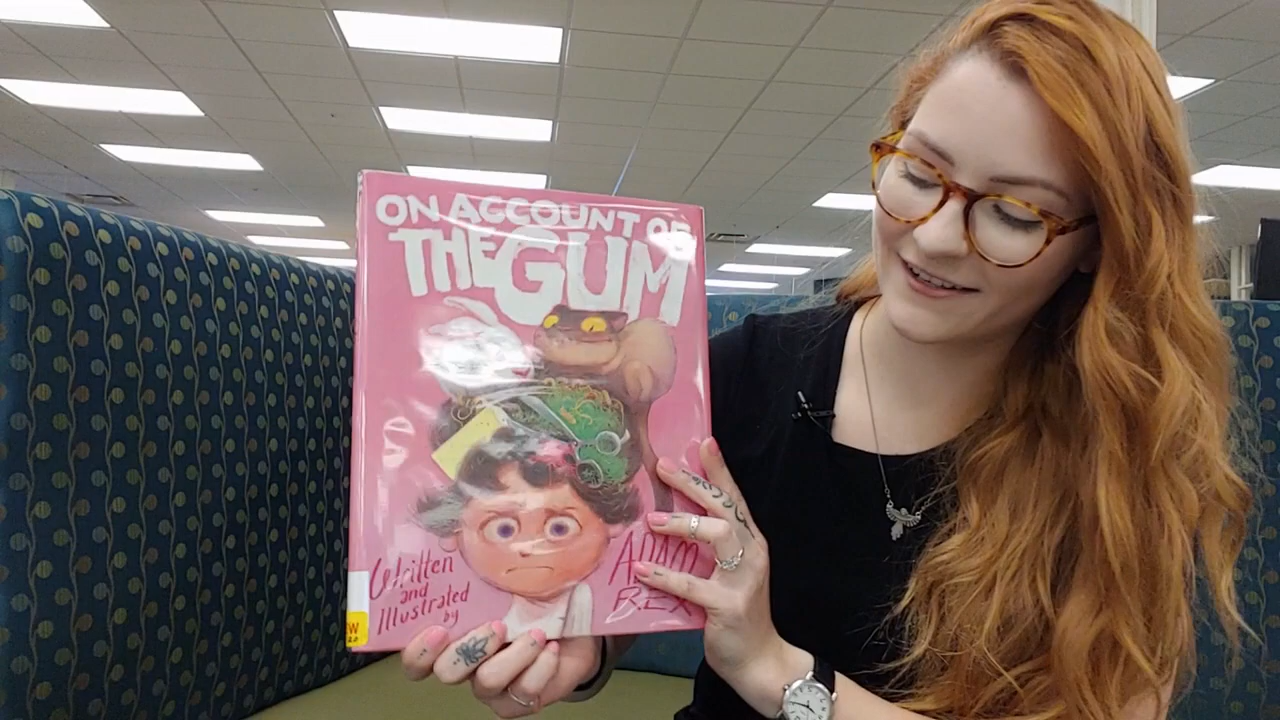 ON ACCOUNT OF
THE GUM
Written
and
Illustrated
by
ADAM
REX